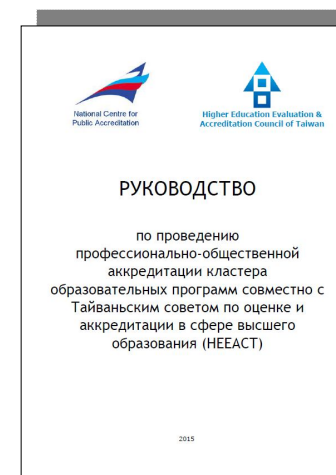 National Centre for
Public Accreditation
Higher Education Evaluation &
Accreditation Council of Taiwan
РУКОВОДСТВО
по проведению
профессионально-общественной
аккредитации кластера
образовательных программ совместно с
Тайваньским советом по оценке и
аккредитации в сфере высшего
образования (HEEACT)
2015